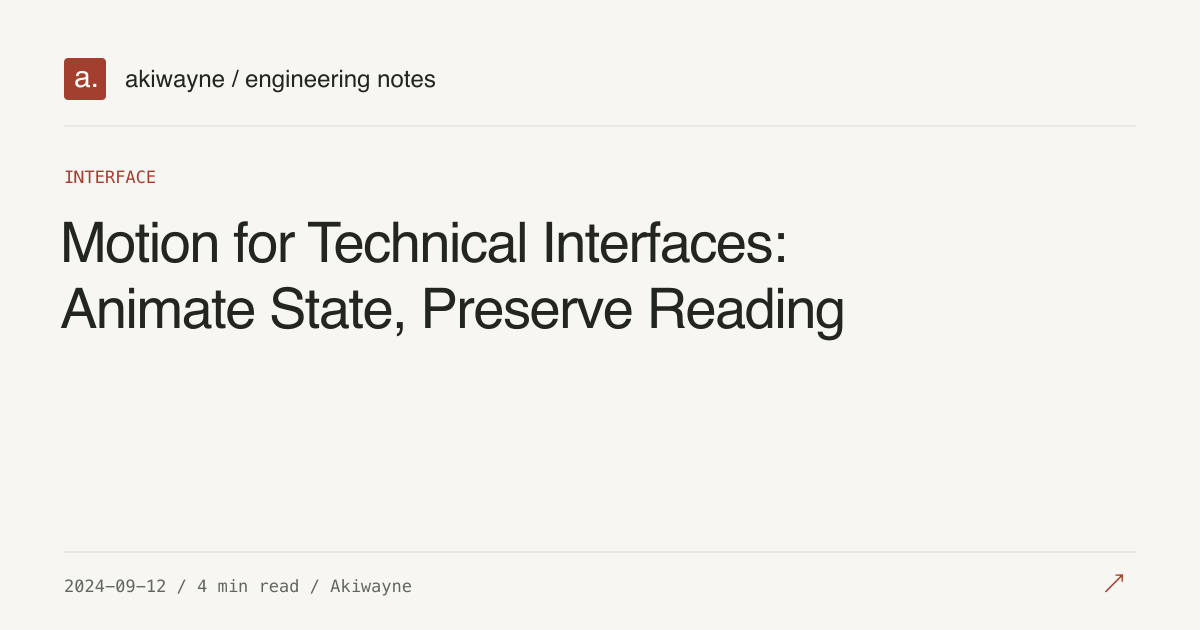 a.
akiwayne / engineering notes
INTERFACE
Motion for Technical Interfaces:
Animate State, Preserve Reading
2024-09-12 / 4 min read / Akiwayne